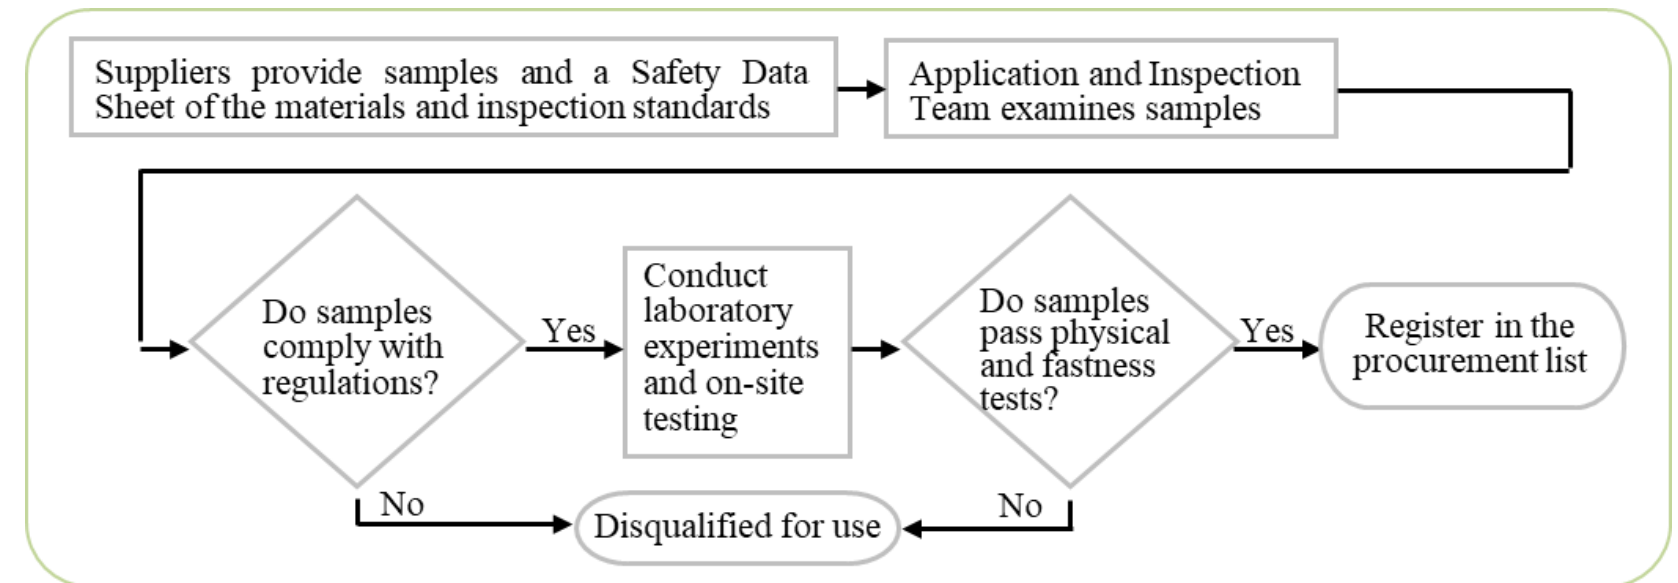 Suppliers provide samples and a Safety Data
Sheet of the materials and inspection standards
Application and Inspection
Team examines samples
Do samples
comply with
regulations?
Yes
Conduct
laboratory
experiments
and on-site
testing
Do samples
pass physical
and fastness
tests?
Yes
Register in the
procurement list
No
Disqualified for use
No